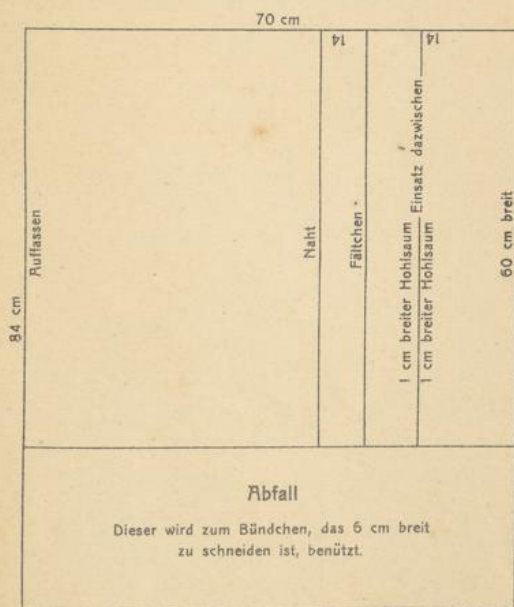 70 cm
14
14
Auffassen
Naht
Fältchen
1 cm breiter Hohlsaum
Einsatz dazwischen
1 cm breiter Hohlsaum
60 cm breit
84 cm
Abfall
Dieser wird zum Bündchen, das 6 cm breit
zu schneiden ist, benützt.